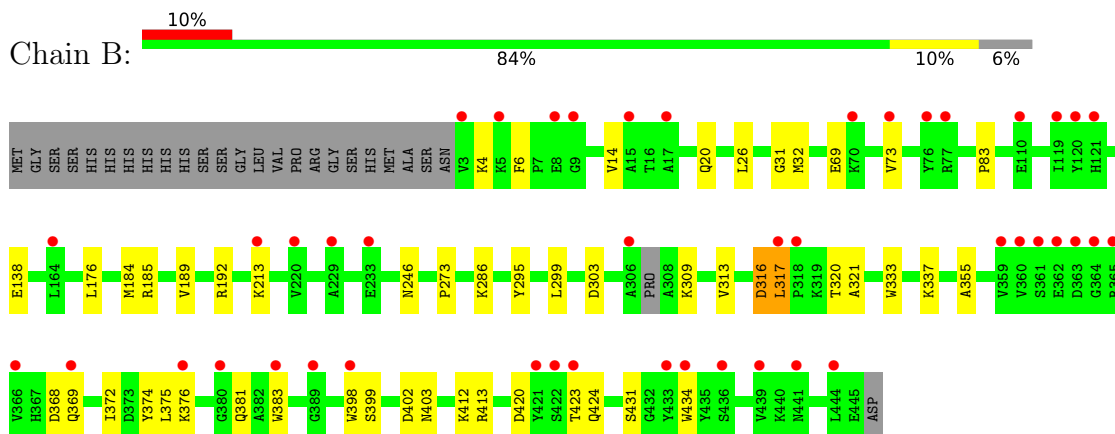 10%
Chain B:
84% 10% 6%
MET GLY SER SER HIS HIS HIS HIS HIS HIS SER SER GLY LEU VAL PRO ARG GLY SER HIS MET ALA SER ASN V3 K4 K5 F6 P7 E8 G9 V14 A15 T16 A17 Q20 L26 G31 M32 E69 K70 V73 Y76 R77 P83 E110 I119 Y120 H121
E138 L164 L176 M184 R185 V189 R192 K213 V220 A229 E233 N246 P273 K286 Y295 L299 D303 A306 PRO A308 K309 V313 D316 L317 P318 K319 T320 A321 W333 K337 A355 V359 V360 S361 E362 D363 G364
V366 H367 D368 Q369 I372 D373 Y374 L375 K376 G380 Q381 A382 W383 G389 W398 S399 D402 N403 K412 R413 D420 Y421 S422 T423 Q424 S431 G432 Y433 W434 Y435 S436 V439 K440 N441 L444 E445 ASP